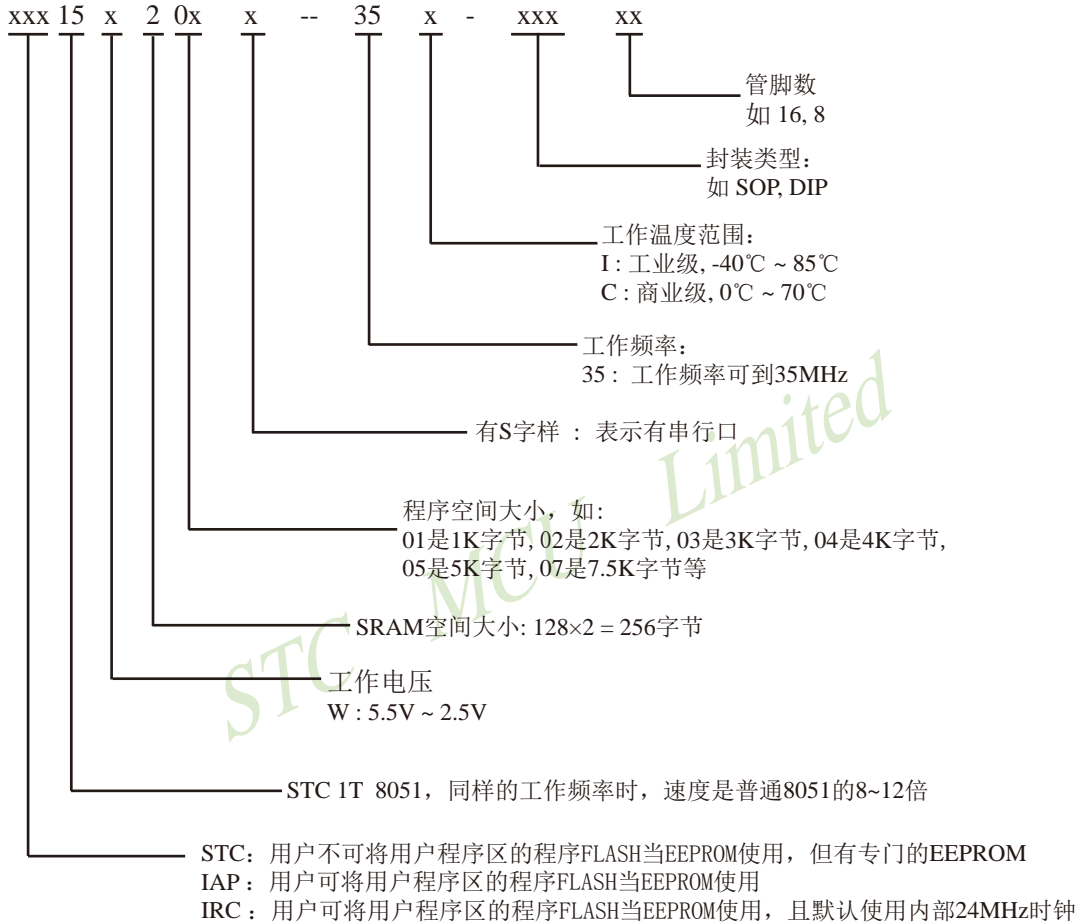 xxx 15 x 2 0x x -- 35 x - xxx xx
管脚数
如 16, 8
封装类型：
如 SOP, DIP
工作温度范围：
I : 工业级, -40℃ ~ 85℃
C : 商业级, 0℃ ~ 70℃
工作频率：
35 : 工作频率可到35MHz
有S字样 : 表示有串行口
程序空间大小，如:
01是1K字节, 02是2K字节, 03是3K字节, 04是4K字节,
05是5K字节, 07是7.5K字节等
SRAM空间大小: 128×2 = 256字节
工作电压
W : 5.5V ~ 2.5V
STC 1T 8051，同样的工作频率时，速度是普通8051的8~12倍
STC：用户不可将用户程序区的程序FLASH当EEPROM使用，但有专门的EEPROM
IAP：用户可将用户程序区的程序FLASH当EEPROM使用
IRC：用户可将用户程序区的程序FLASH当EEPROM使用，且默认使用内部24MHz时钟
STC MCU Limited